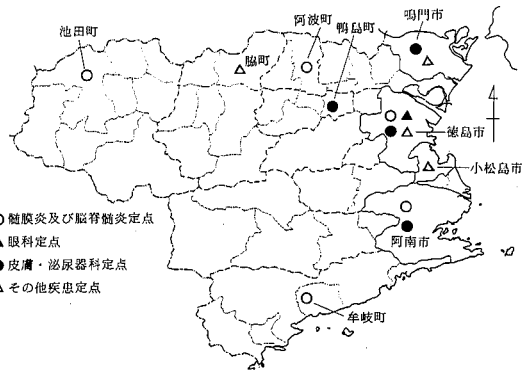 鳴門市
阿波町
鴨島町
池田町
脇町
徳島市
小松島市
○ 髄膜炎及び脳脊髄炎定点
▲ 眼科定点
● 皮膚・泌尿器科定点
△ その他疾患定点
阿南市
牟岐町